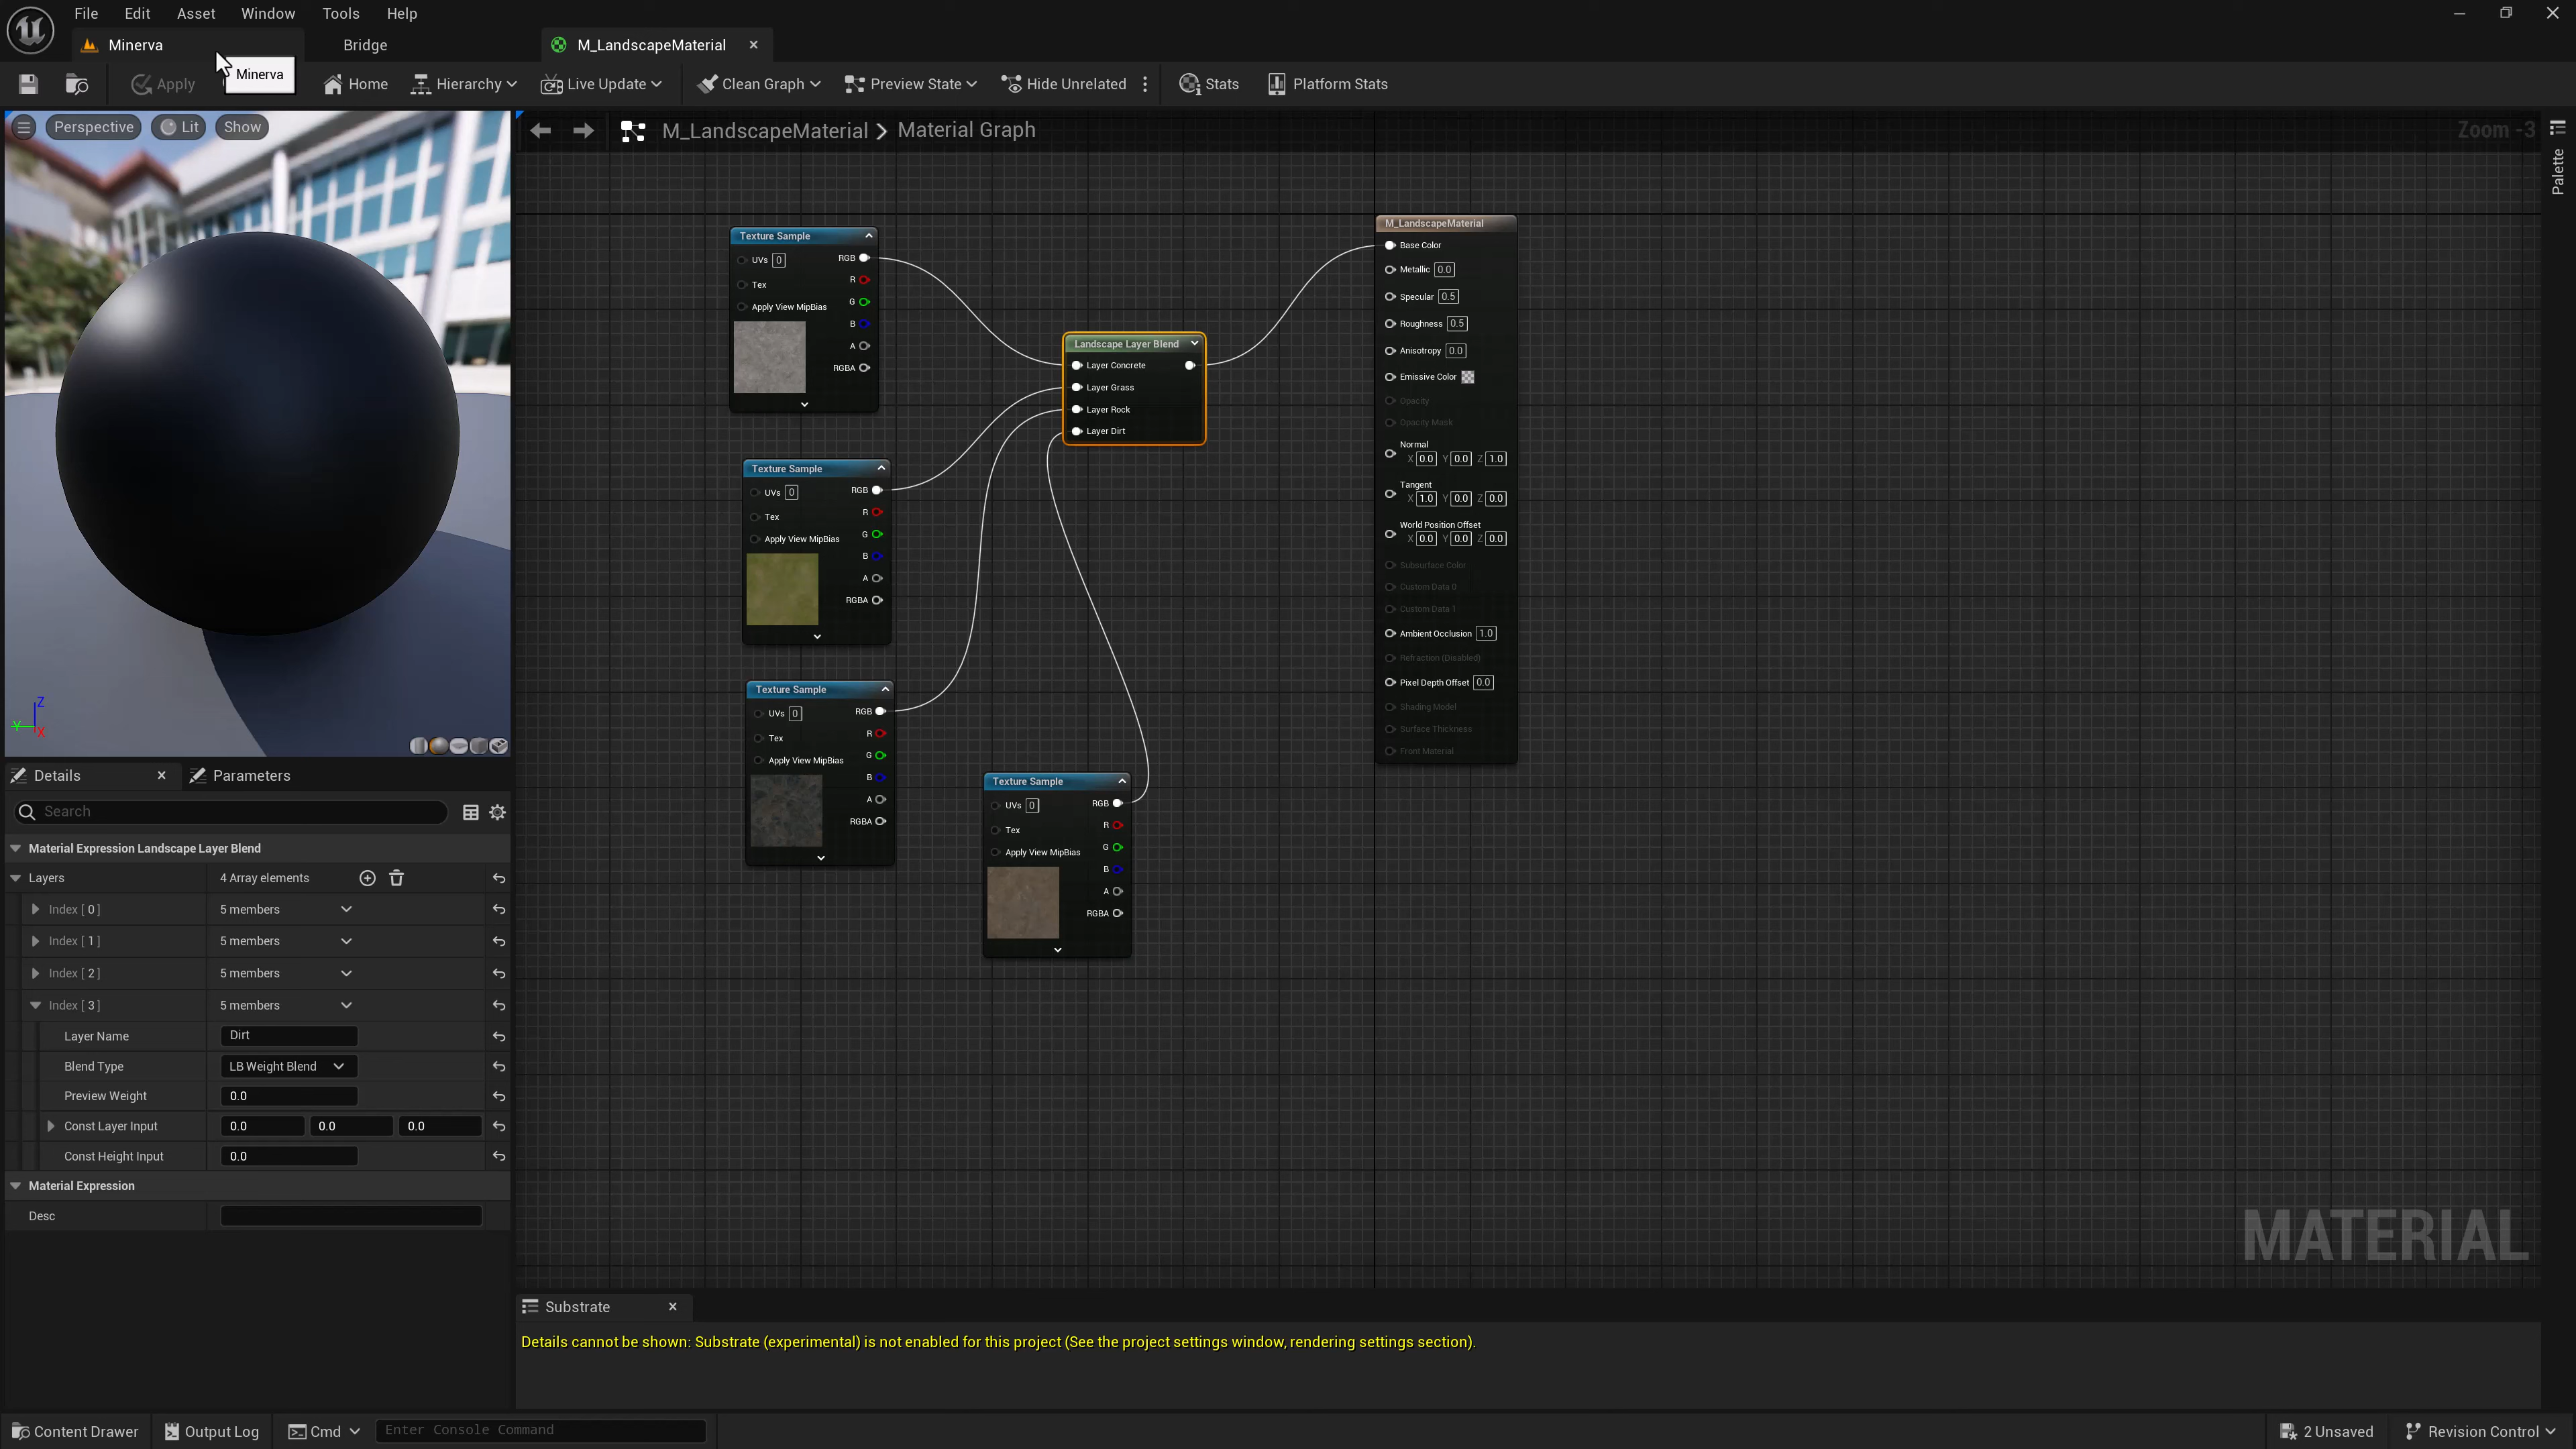 File Edit Asset Window Tools Help
Minerva Bridge M_LandscapeMaterial
Minerva
Apply Home Hierarchy Live Update Clean Graph Preview State Hide Unrelated Stats Platform Stats
Perspective Lit Show
M_LandscapeMaterial Material Graph Zoom -3
Palette
Texture Sample
UVs 0 RGB
R
Tex
G
Apply View MipBias
B
A
RGBA
Texture Sample
UVs 0 RGB
R
Tex
G
Apply View MipBias
B
A
RGBA
Texture Sample
UVs 0 RGB
R
Tex
G
Apply View MipBias
B
A
RGBA
Texture Sample
UVs 0 RGB
R
Tex
G
Apply View MipBias
B
A
RGBA
Landscape Layer Blend
Layer Concrete
Layer Grass
Layer Rock
Layer Dirt
M_LandscapeMaterial
Base Color
Metallic 0.0
Specular 0.5
Roughness 0.5
Anisotropy 0.0
Emissive Color
Opacity
Opacity Mask
Normal
X 0.0 Y 0.0 Z 1.0
Tangent
X 1.0 Y 0.0 Z 0.0
World Position Offset
X 0.0 Y 0.0 Z 0.0
Subsurface Color
Custom Data 0
Custom Data 1
Ambient Occlusion 1.0
Refraction (Disabled)
Pixel Depth Offset 0.0
Shading Model
Surface Thickness
Front Material
MATERIAL
Z
Y
X
Details Parameters
Search
Material Expression Landscape Layer Blend
Layers 4 Array elements
Index [ 0 ] 5 members
Index [ 1 ] 5 members
Index [ 2 ] 5 members
Index [ 3 ] 5 members
Layer Name Dirt
Blend Type LB Weight Blend
Preview Weight 0.0
Const Layer Input 0.0 0.0 0.0
Const Height Input 0.0
Material Expression
Desc
Substrate
Details cannot be shown: Substrate (experimental) is not enabled for this project (See the project settings window, rendering settings section).
Content Drawer Output Log Cmd Enter Console Command 2 Unsaved Revision Control